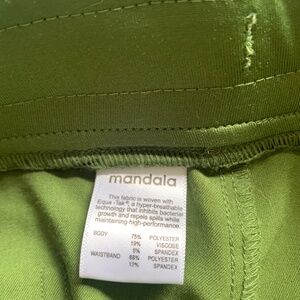 mandala
This fabric is woven with
Equa -Tek®, a hyper-breathable
technology that inhibits bacterial
growth and repels spills while
maintaining high-performance.
BODY 75% POLYESTER
19% VISCOSE
6% SPANDEX
WAISTBAND 88% POLYESTER
12% SPANDEX